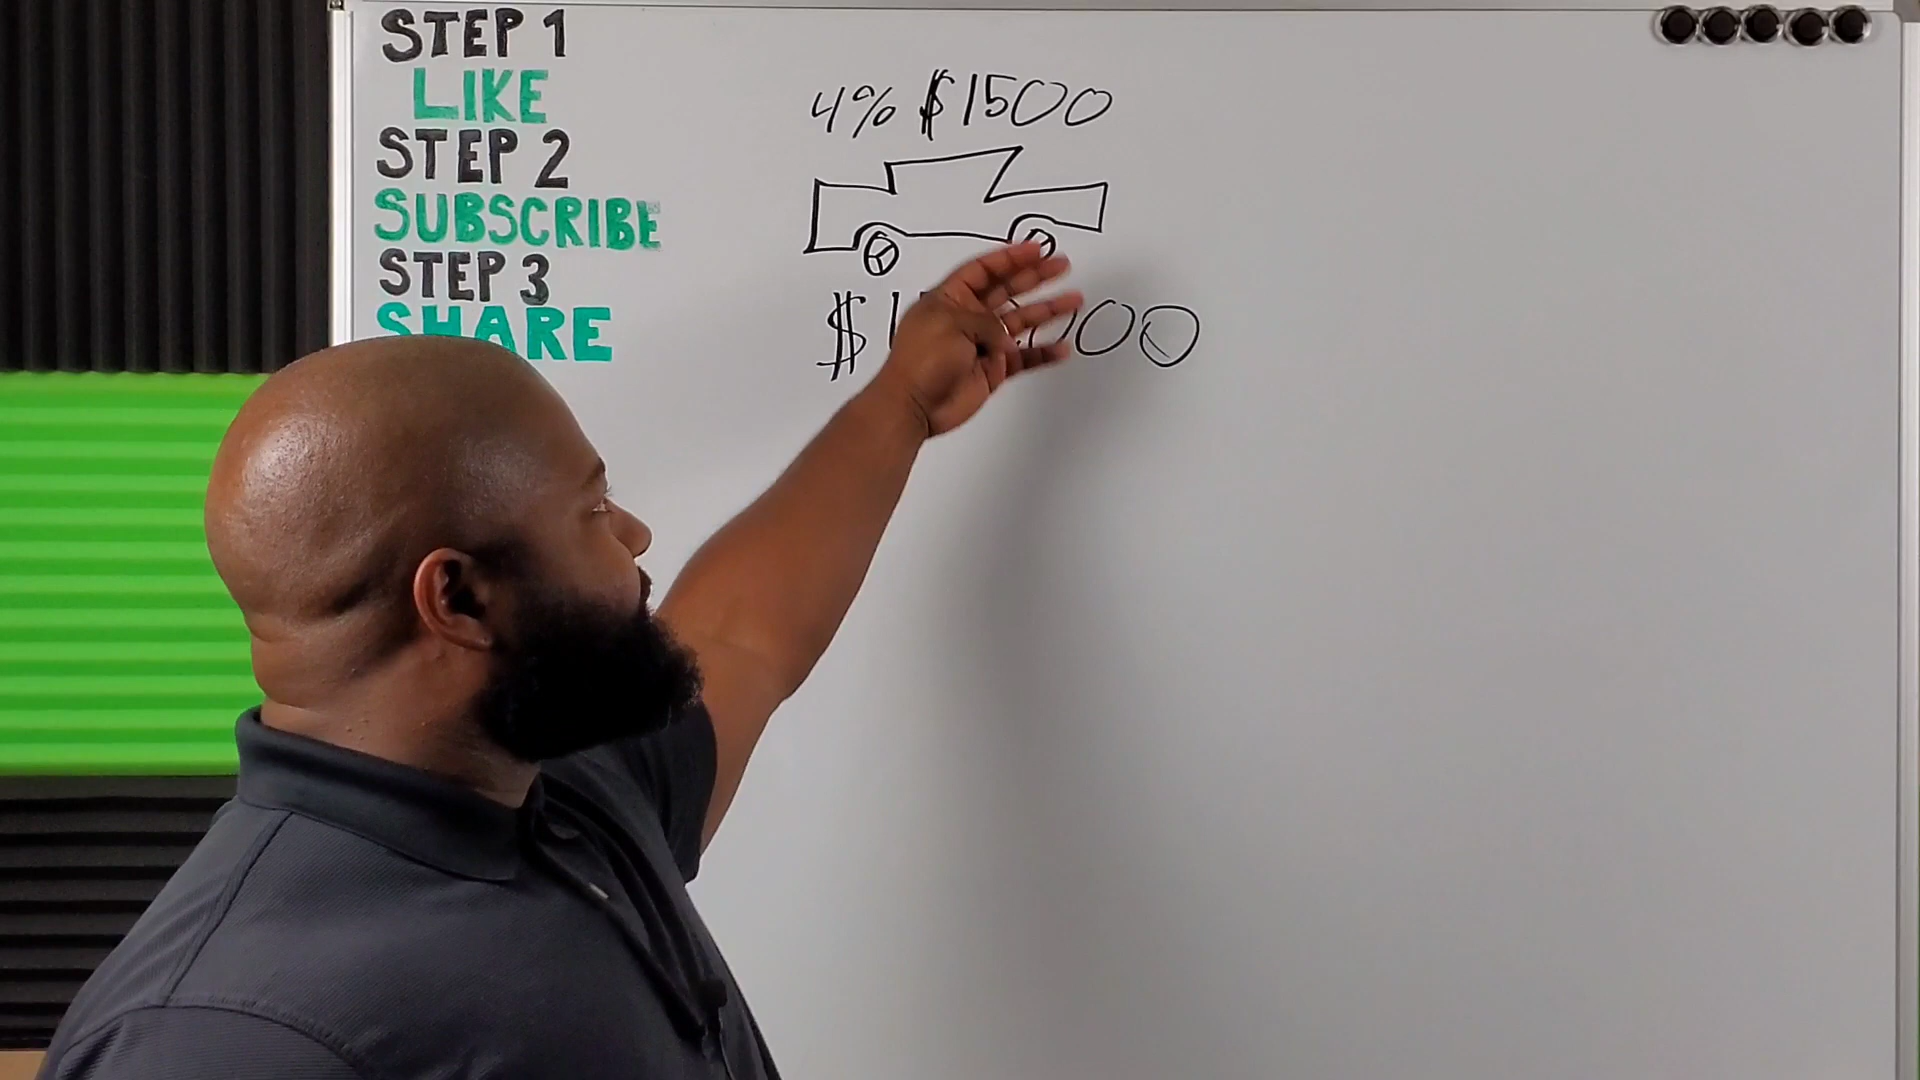 STEP 1
LIKE
STEP 2
SUBSCRIBE
STEP 3
SHARE
4% $1500